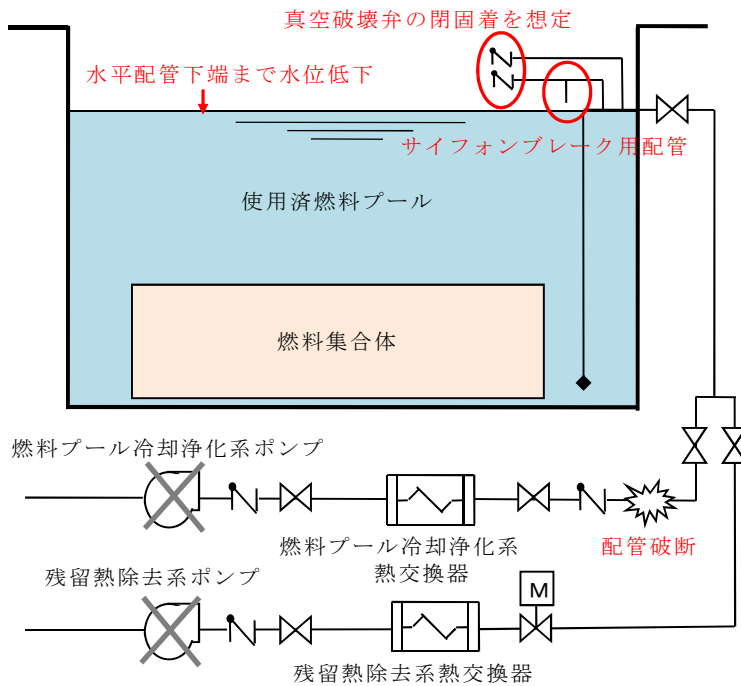 真空破壊弁の閉固着を想定
水平配管下端まで水位低下
サイフォンブレーク用配管
使用済燃料プール
燃料集合体
燃料プール冷却浄化系ポンプ
燃料プール冷却浄化系
熱交換器
配管破断
残留熱除去系ポンプ
M
残留熱除去系熱交換器